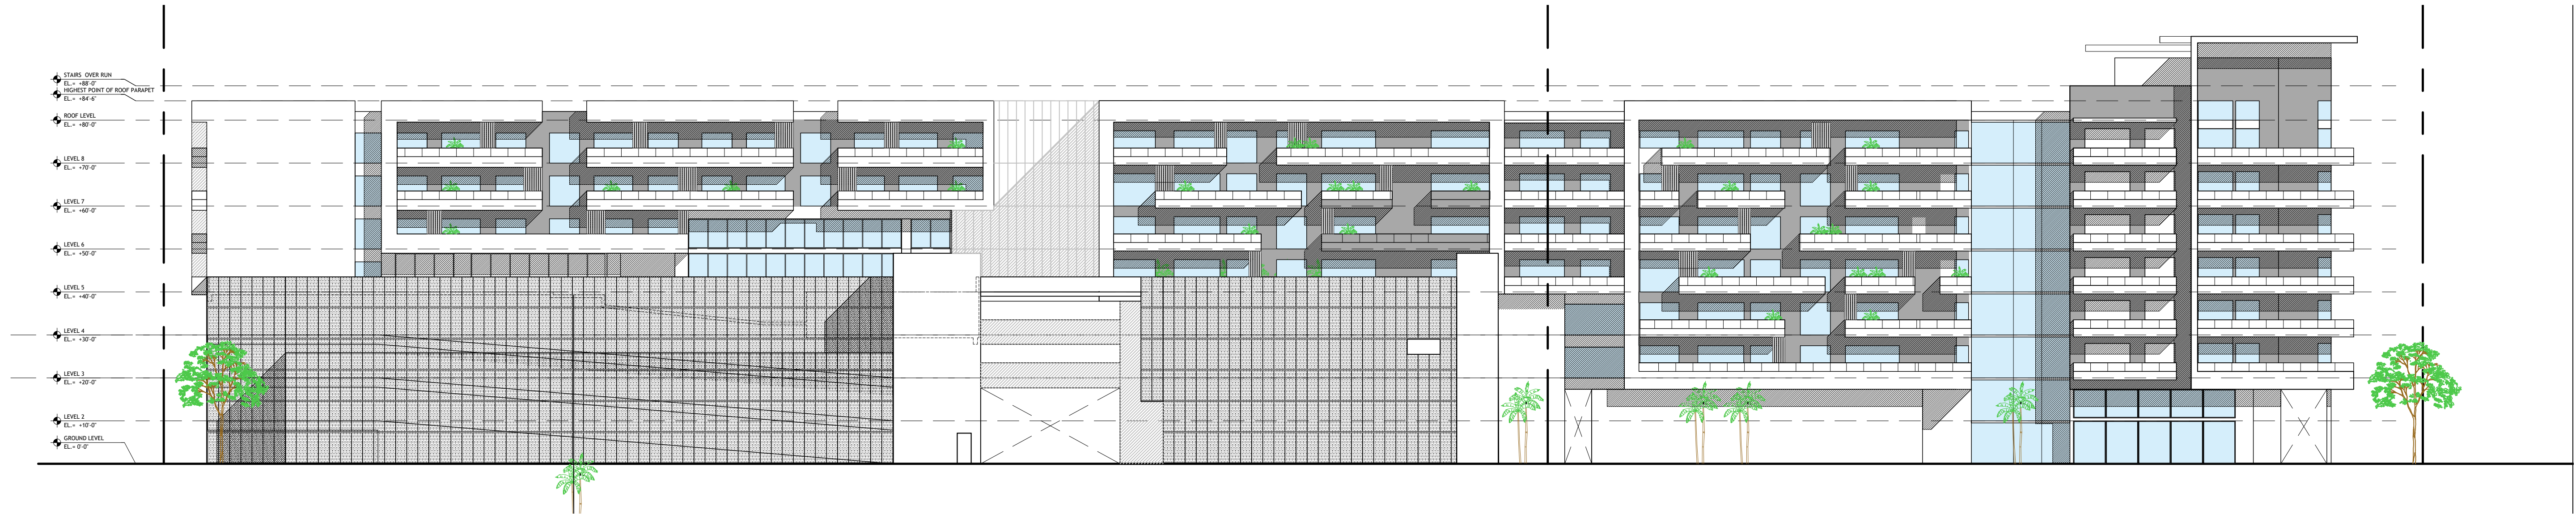 STAIRS OVER RUN
EL.= +88'-0"
HIGHEST POINT OF ROOF PARAPET
EL.= +84'-6"
ROOF LEVEL
EL.= +80'-0"
LEVEL 8
EL.= +70'-0"
LEVEL 7
EL.= +60'-0"
LEVEL 6
EL.= +50'-0"
LEVEL 5
EL.= +40'-0"
LEVEL 4
EL.= +30'-0"
LEVEL 3
EL.= +20'-0"
LEVEL 2
EL.= +10'-0"
GROUND LEVEL
EL.= 0'-0"